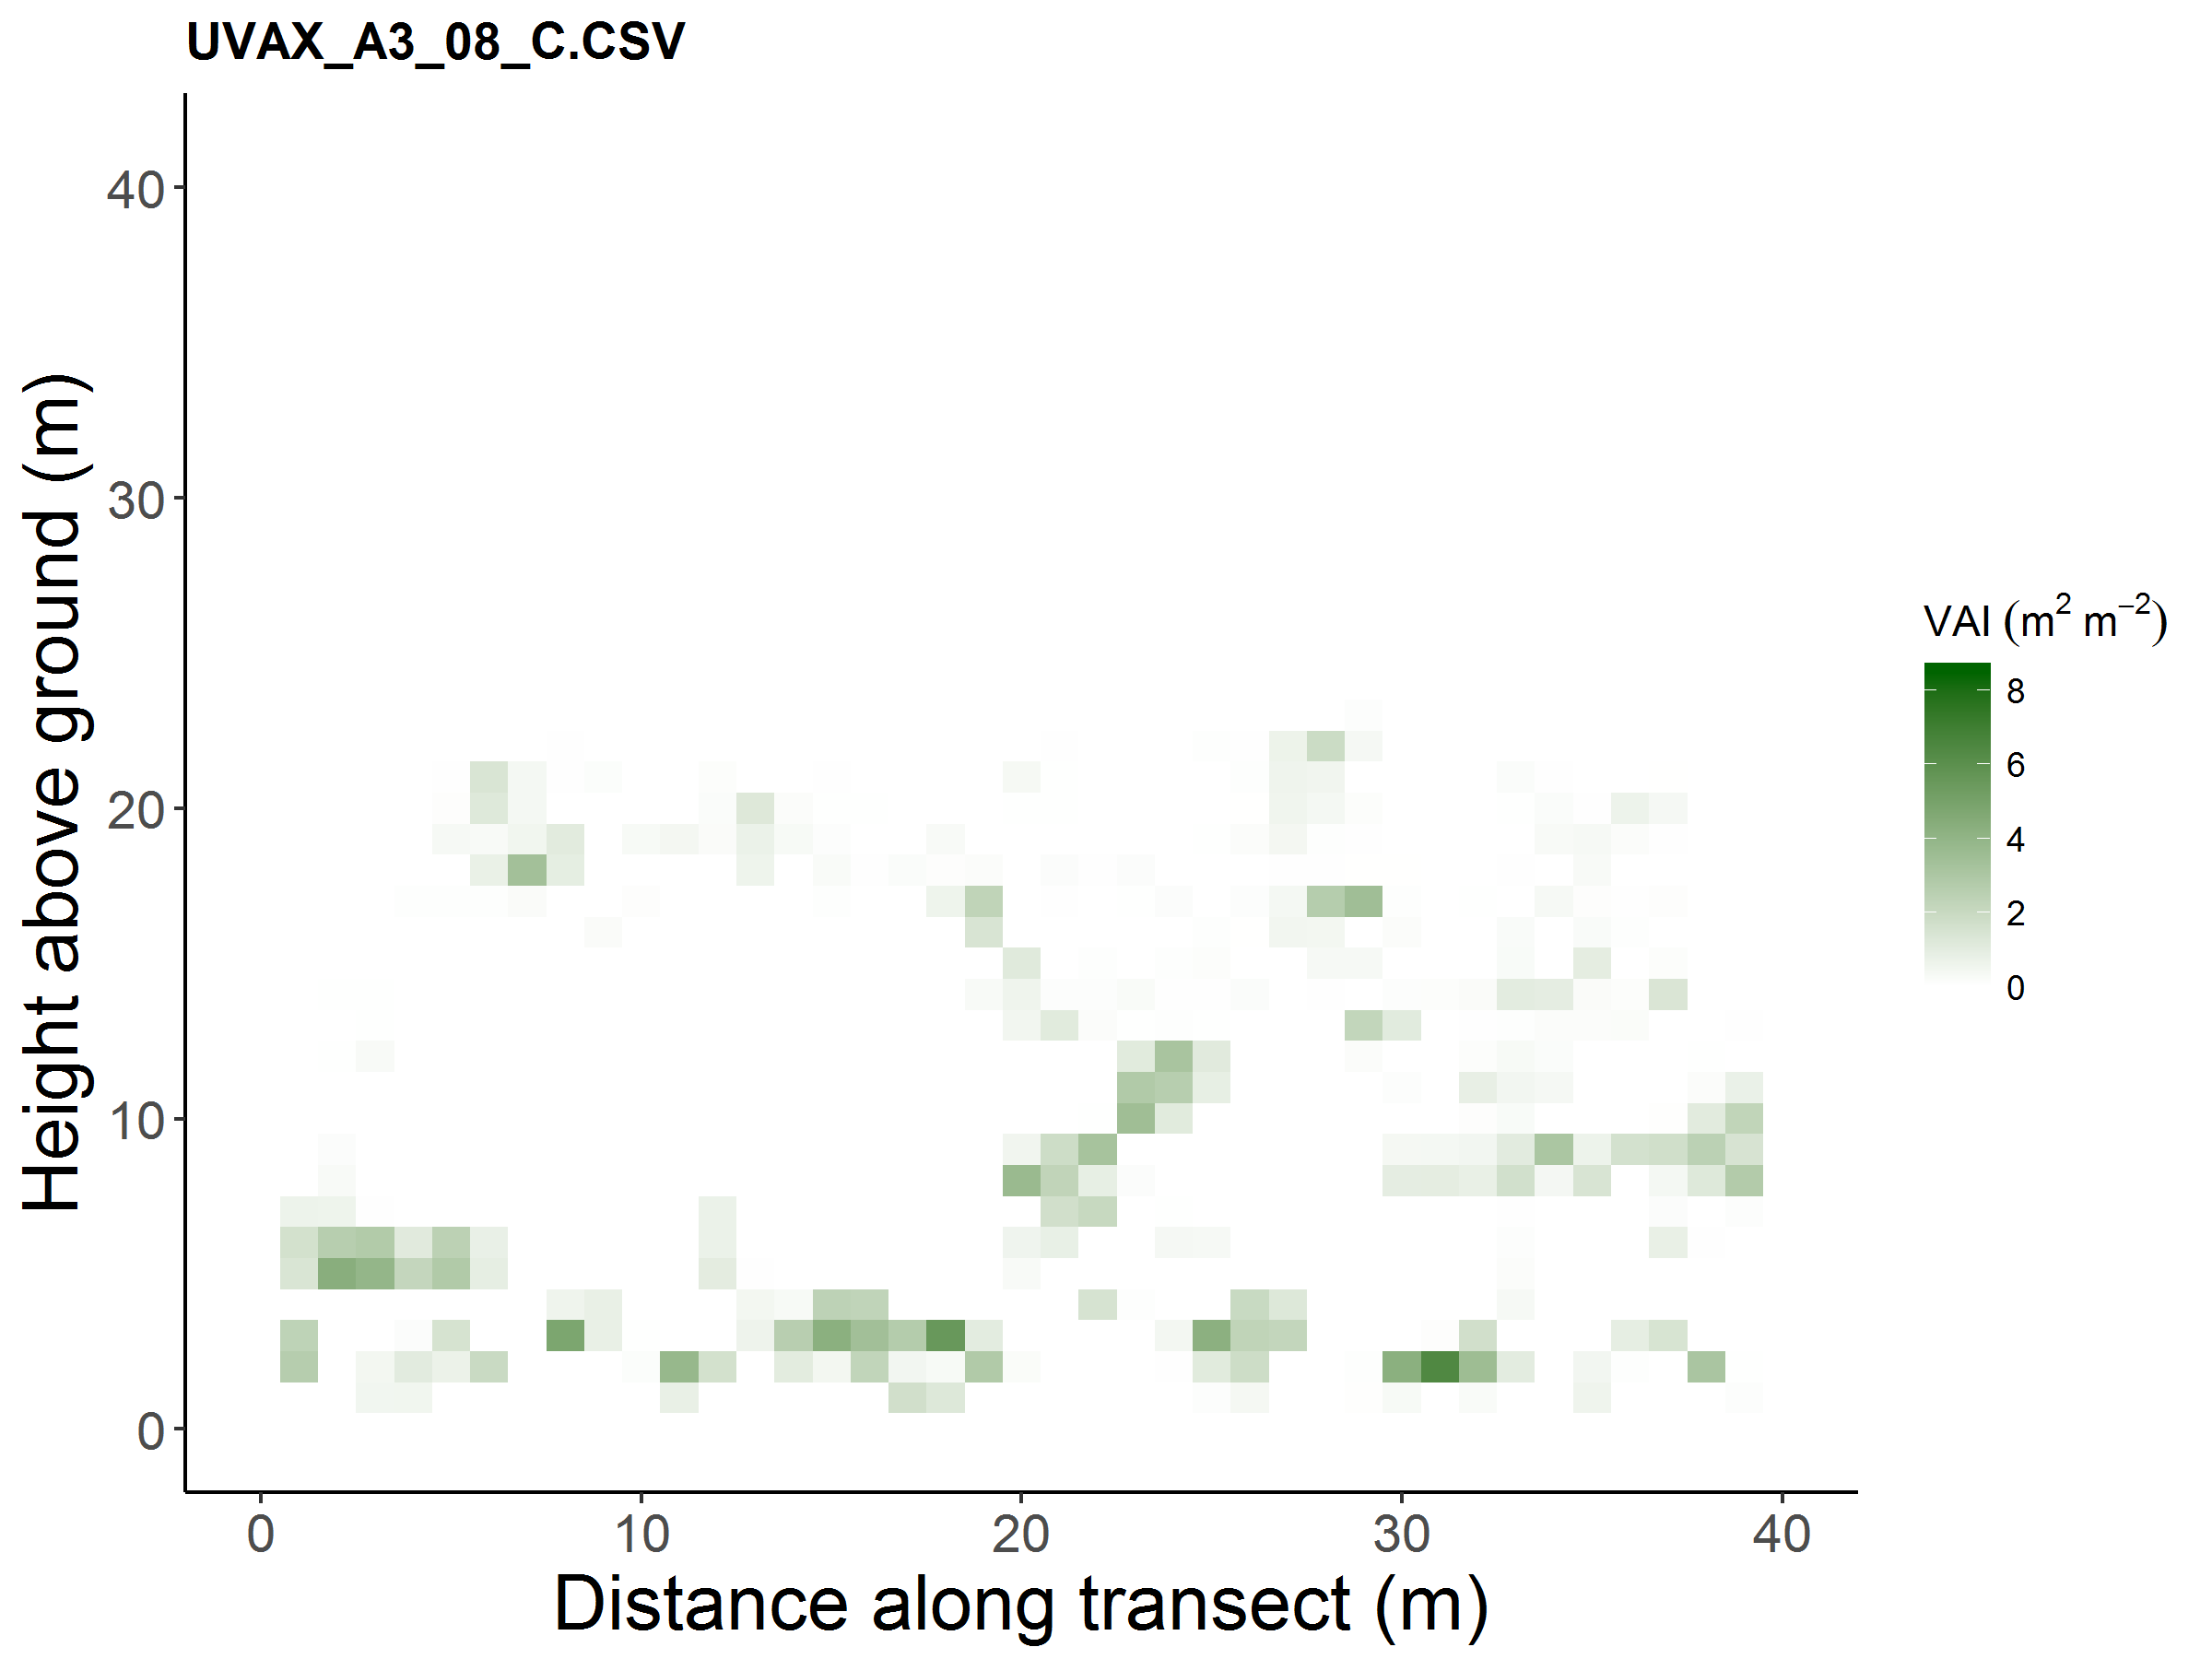 UVAX_A3_08_C.CSV
Height above ground (m)
40
30
20
10
0
0 10 20 30 40
Distance along transect (m)
VAI (m² m⁻²)
8
6
4
2
0